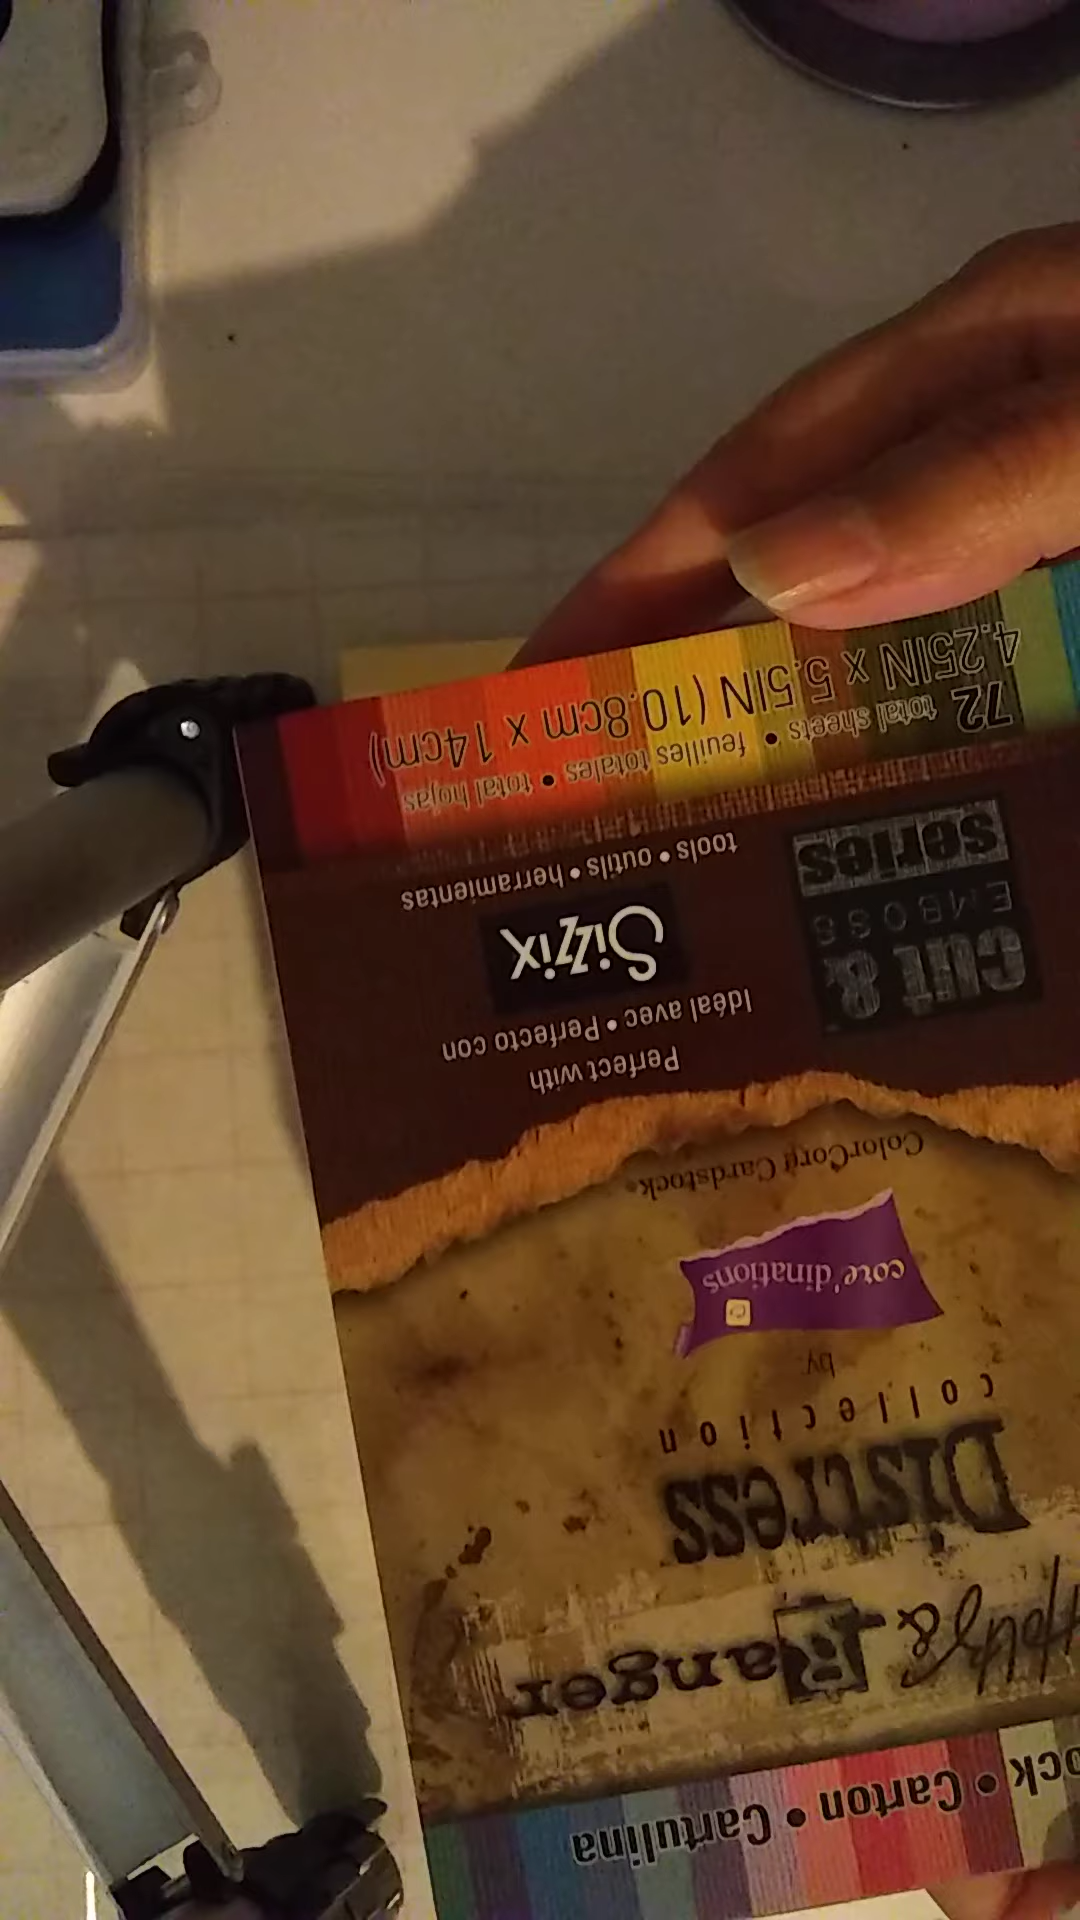 ock • Carton • Cartulina
Holtz & Ranger
Distress
collection
by:
core'dinations
ColorCore Cardstock
Perfect with
Idéal avec • Perfecto con
Sizzix
tools • outils • herramientas
cut &
EMBOSS
series
72 total sheets • feuilles totales • total hojas
4.25IN x 5.5IN (10.8cm x 14cm)